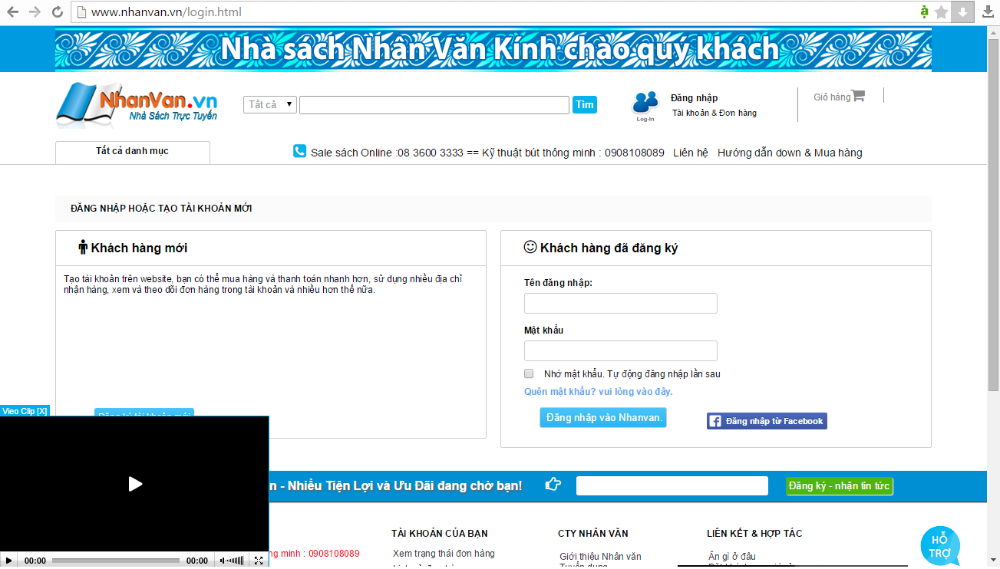 www.nhanvan.vn/login.html
Nhà sách Nhân Văn Kính chào quý khách
NhanVan.vn
Nhà Sách Trực Tuyến
Tất cả
Tìm
Log-In
Đăng nhập
Tài khoản & Đơn hàng
Giỏ hàng
Tất cả danh mục
Sale sách Online :08 3600 3333 == Kỹ thuật bút thông minh : 0908108089 Liên hệ Hướng dẫn down & Mua hàng
ĐĂNG NHẬP HOẶC TẠO TÀI KHOẢN MỚI
Khách hàng mới
Tạo tài khoản trên website, bạn có thể mua hàng và thanh toán nhanh hơn, sử dụng nhiều địa chỉ
nhận hàng, xem và theo dõi đơn hàng trong tài khoản và nhiều hơn thế nữa.
Khách hàng đã đăng ký
Tên đăng nhập:
Mật khẩu
Nhớ mật khẩu. Tự động đăng nhập lần sau
Quên mật khẩu? vui lòng vào đây.
Đăng nhập vào Nhanvan.
Đăng nhập từ Facebook
Vieo Clip [X]
Đăng ký tài khoản mới
00:00
00:00
n - Nhiều Tiện Lợi và Ưu Đãi đang chờ bạn!
Đăng ký - nhận tin tức
ng minh : 0908108089
TÀI KHOẢN CỦA BẠN
Xem trạng thái đơn hàng
CTY NHÂN VĂN
Giới thiệu Nhân văn
Tuyển dụng
LIÊN KẾT & HỢP TÁC
Ăn gì ở đâu
HỖ
TRỢ